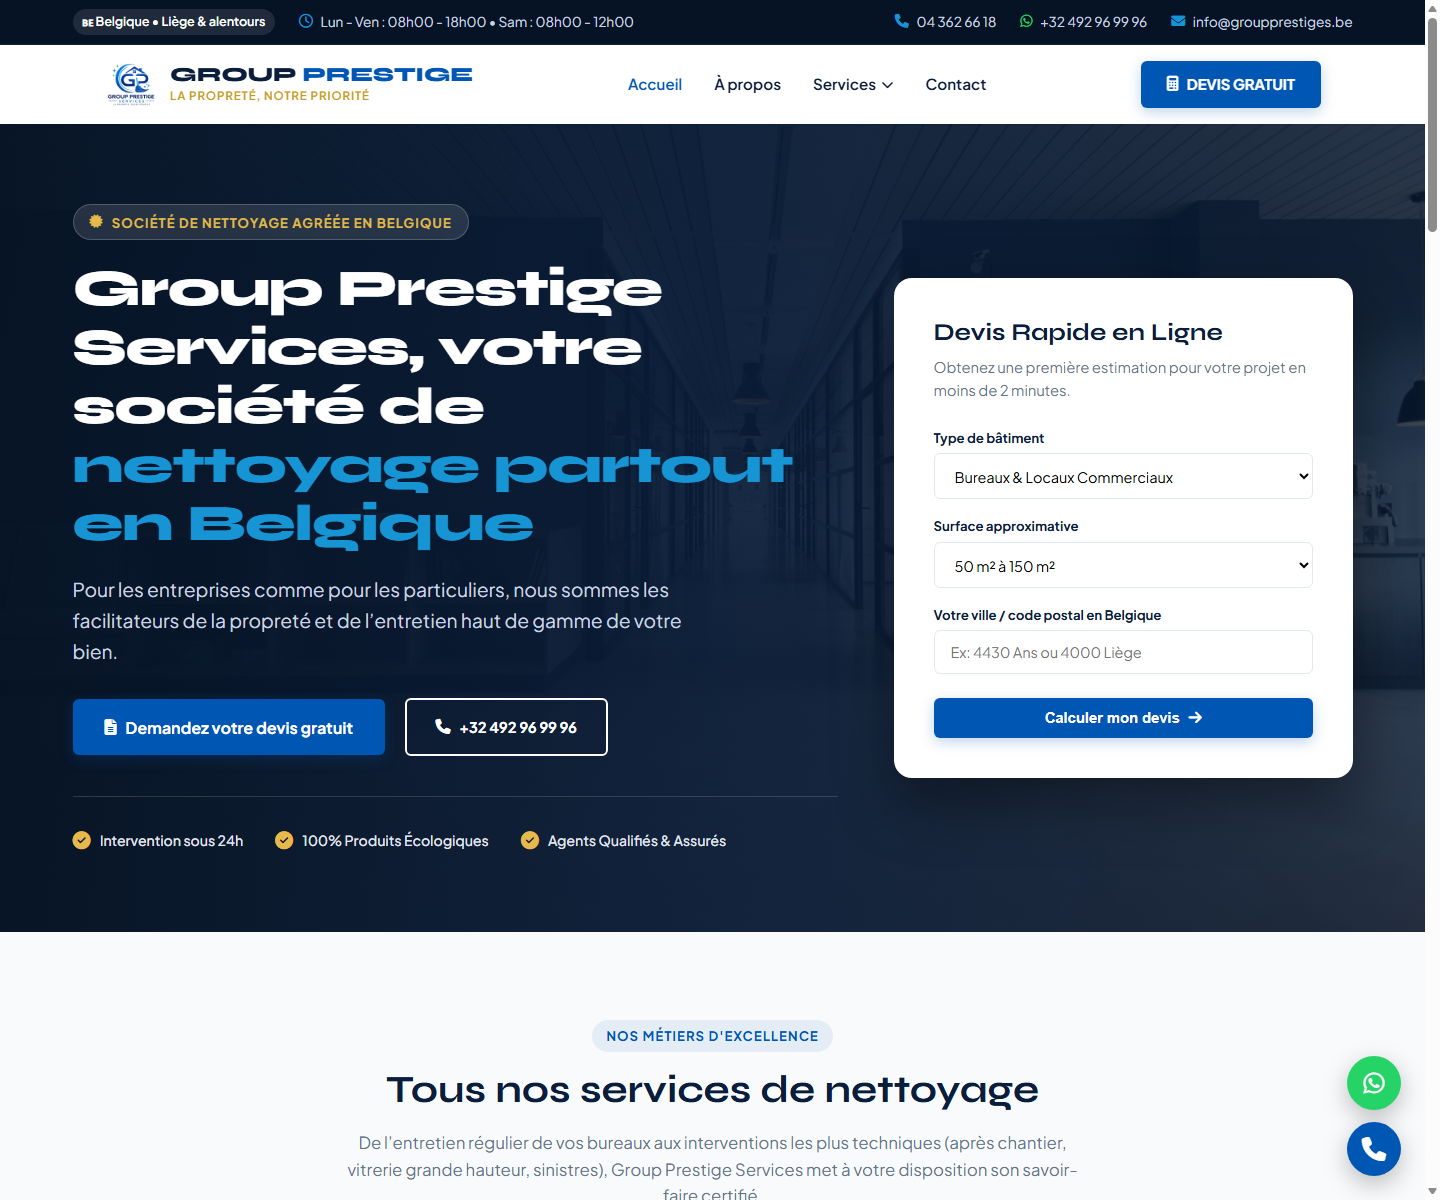 BE Belgique • Liège & alentours
Lun - Ven : 08h00 - 18h00 • Sam : 08h00 - 12h00
04 362 66 18
+32 492 96 99 96
info@groupprestiges.be
GROUP PRESTIGE
SERVICES
GROUP PRESTIGE
LA PROPRETÉ, NOTRE PRIORITÉ
Accueil
À propos
Services
Contact
DEVIS GRATUIT
SOCIÉTÉ DE NETTOYAGE AGRÉÉE EN BELGIQUE
Group Prestige
Services, votre
société de
nettoyage partout
en Belgique
Pour les entreprises comme pour les particuliers, nous sommes les
facilitateurs de la propreté et de l’entretien haut de gamme de votre
bien.
Demandez votre devis gratuit
+32 492 96 99 96
Intervention sous 24h
100% Produits Écologiques
Agents Qualifiés & Assurés
Devis Rapide en Ligne
Obtenez une première estimation pour votre projet en
moins de 2 minutes.
Type de bâtiment
Bureaux & Locaux Commerciaux
Surface approximative
50 m² à 150 m²
Votre ville / code postal en Belgique
Ex: 4430 Ans ou 4000 Liège
Calculer mon devis
NOS MÉTIERS D'EXCELLENCE
Tous nos services de nettoyage
De l'entretien régulier de vos bureaux aux interventions les plus techniques (après chantier,
vitrerie grande hauteur, sinistres), Group Prestige Services met à votre disposition son savoir-
faire certifié.